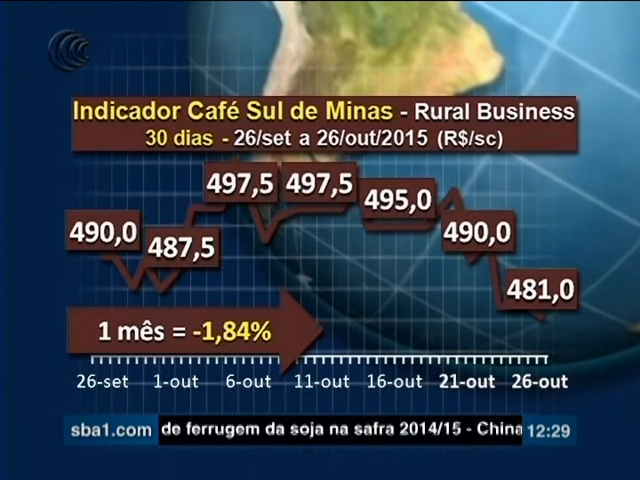 Indicador Café Sul de Minas - Rural Business
30 dias - 26/set a 26/out/2015 (R$/sc)
490,0
487,5
497,5
497,5
495,0
490,0
481,0
1 mês = -1,84%
26-set 1-out 6-out 11-out 16-out 21-out 26-out
sba1.com de ferrugem da soja na safra 2014/15 - China 12:29